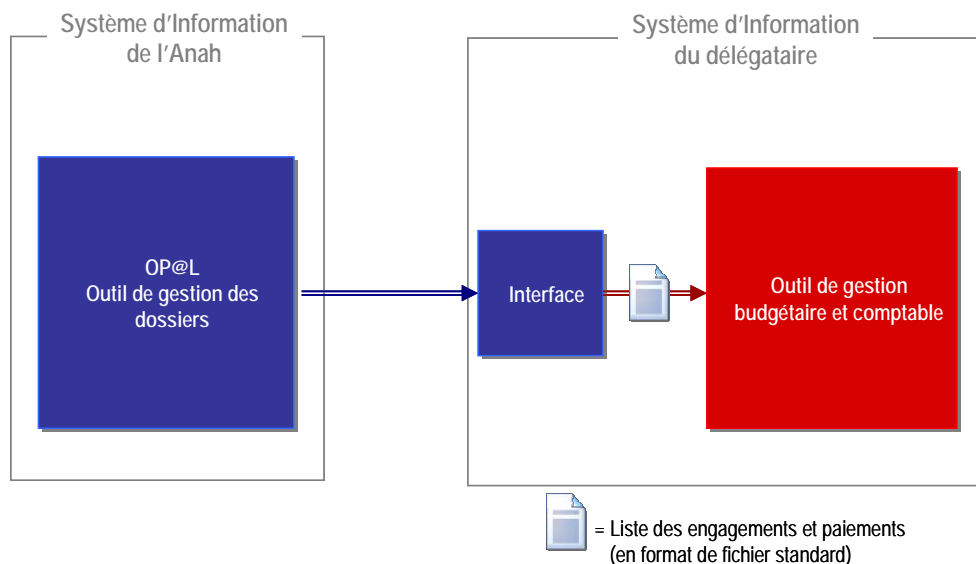 Système d'Information
de l'Anah
Système d'Information
du délégataire
OP@L
Outil de gestion des
dossiers
Interface
Outil de gestion
budgétaire et comptable
= Liste des engagements et paiements
(en format de fichier standard)